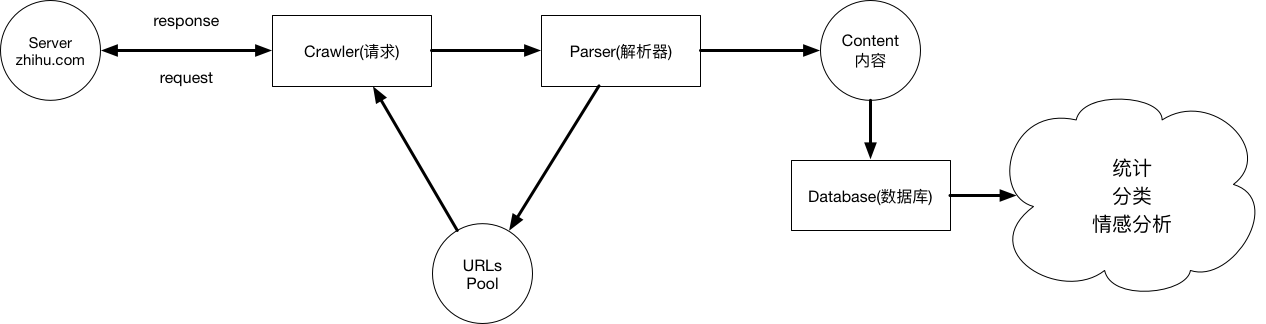 response
Server
zhihu.com
request
Crawler(请求)
Parser(解析器)
Content
内容
Database(数据库)
统计
分类
情感分析
URLs
Pool